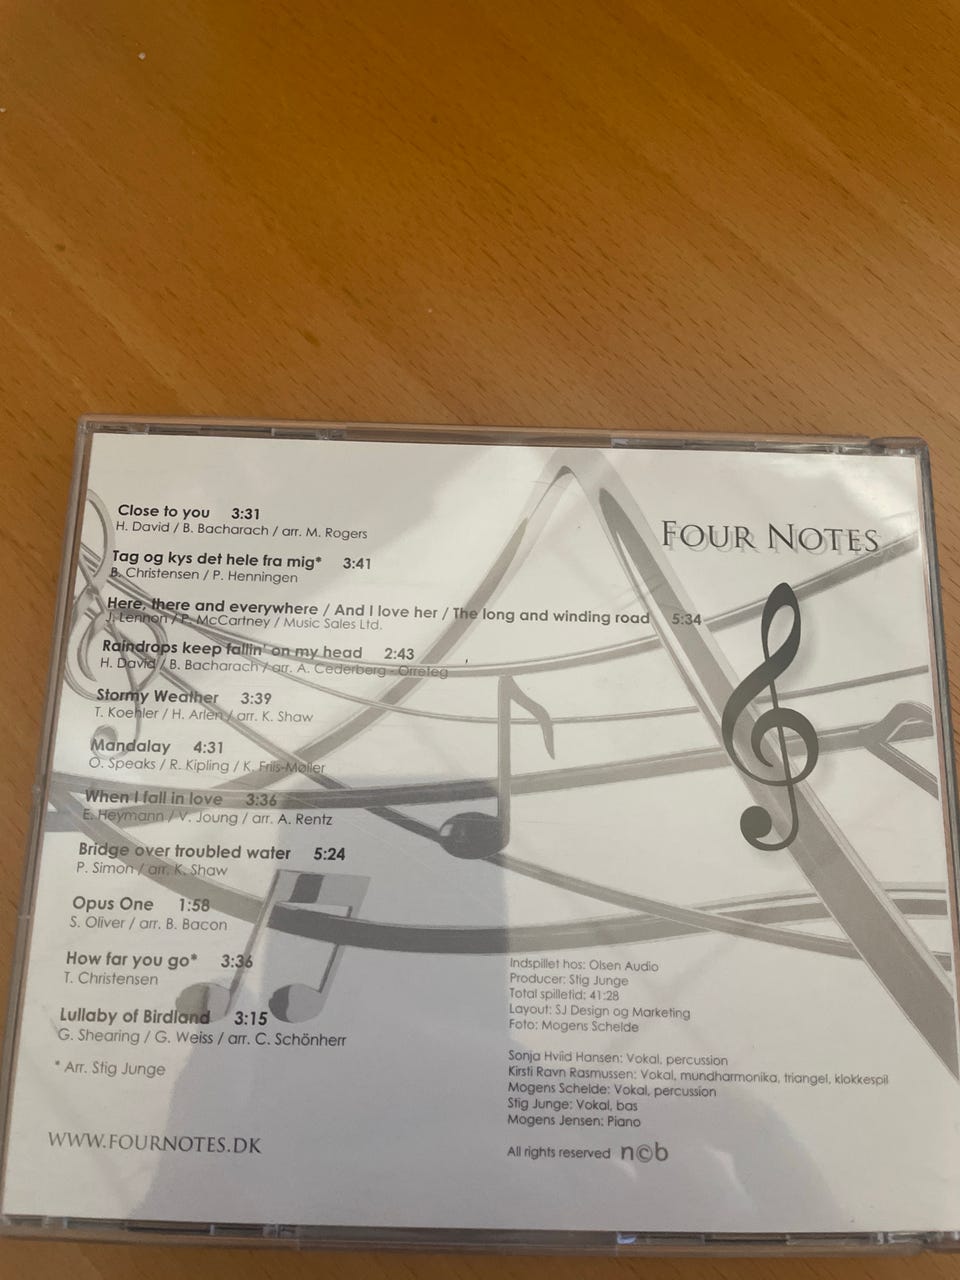 Close to you 3:31
H. David / B. Bacharach / arr. M. Rogers
Tag og kys det hele fra mig* 3:41
B. Christensen / P. Henningen
Here, there and everywhere / And I love her / The long and winding road 5:34
J. Lennon / P. McCartney / Music Sales Ltd.
Raindrops keep fallin' on my head 2:43
H. David / B. Bacharach / arr. A. Cederberg - Orreteg
Stormy Weather 3:39
T. Koehler / H. Arlen / arr. K. Shaw
Mandalay 4:31
O. Speaks / R. Kipling / K. Friis-Møller
When I fall in love 3:36
E. Heymann / V. Joung / arr. A. Rentz
Bridge over troubled water 5:24
P. Simon / arr. K. Shaw
Opus One 1:58
S. Oliver / arr. B. Bacon
How far you go* 3:36
T. Christensen
Lullaby of Birdland 3:15
G. Shearing / G. Weiss / arr. C. Schönherr
* Arr. Stig Junge
WWW.FOURNOTES.DK
FOUR NOTES
Indspillet hos: Olsen Audio
Producer: Stig Junge
Total spilletid: 41:28
Layout: SJ Design og Marketing
Foto: Mogens Schelde
Sonja Hviid Hansen: Vokal, percussion
Kirsti Ravn Rasmussen: Vokal, mundharmonika, triangel, klokkespil
Mogens Schelde: Vokal, percussion
Stig Junge: Vokal, bas
Mogens Jensen: Piano
All rights reserved n©b